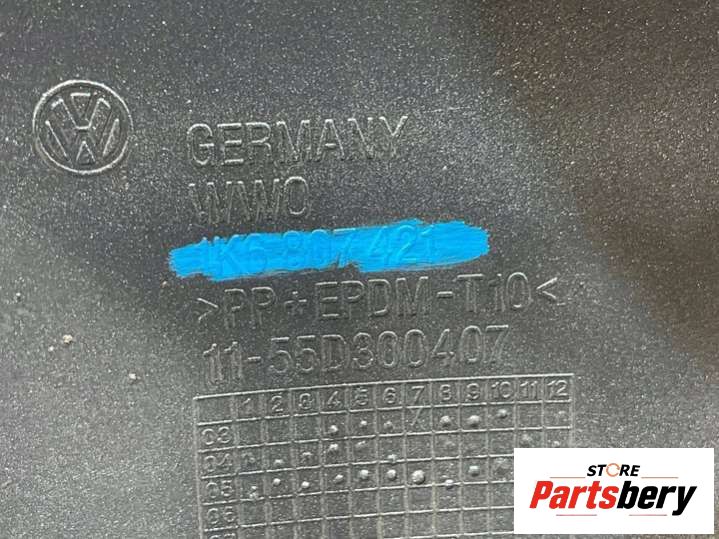 GERMANY
WWO
1K6 807 421
>PP+EPDM-T10<
11-55D300407
1 2 3 4 5 6 7 8 9 10 11 12
03
04
05
STORE
Partsbery